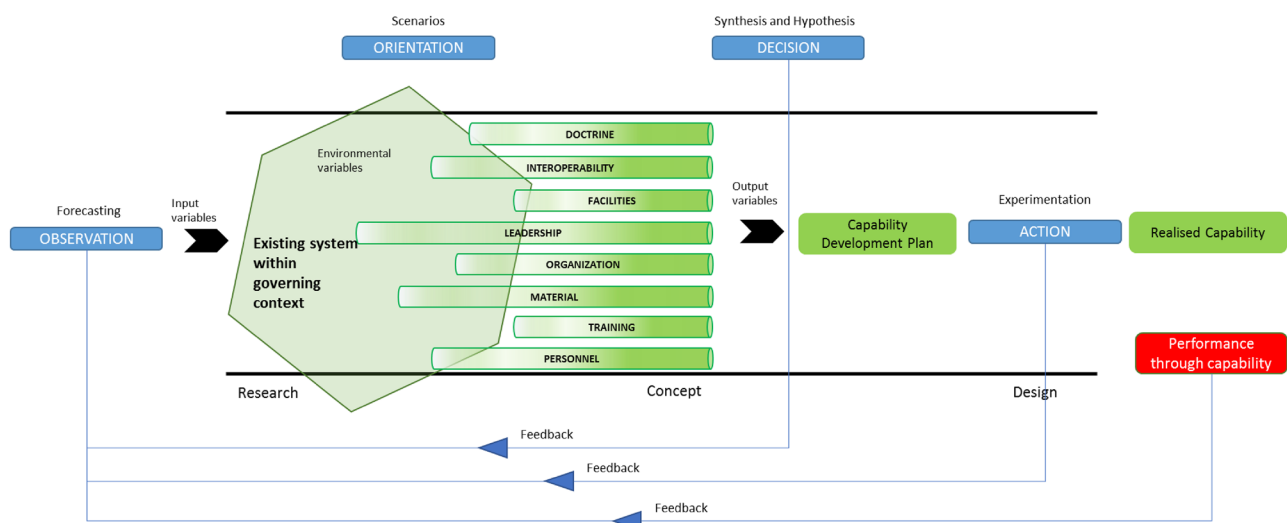 Scenarios
ORIENTATION
Synthesis and Hypothesis
DECISION
DOCTRINE
Environmental
variables
INTEROPERABILITY
FACILITIES
LEADERSHIP
ORGANIZATION
MATERIAL
TRAINING
PERSONNEL
Forecasting
OBSERVATION
Input
variables
Existing system
within
governing
context
Output
variables
Capability
Development Plan
Experimentation
ACTION
Realised Capability
Performance
through capability
Research
Concept
Design
Feedback
Feedback
Feedback